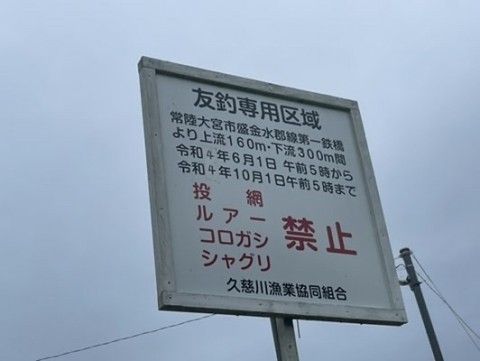 友釣専用区域
常陸大宮市盛金水郡線第一鉄橋
より上流160m・下流300m間
令和4年6月1日 午前5時から
令和4年10月1日午前5時まで
投網
ルアー
コロガシ
シャグリ
禁止
久慈川漁業協同組合